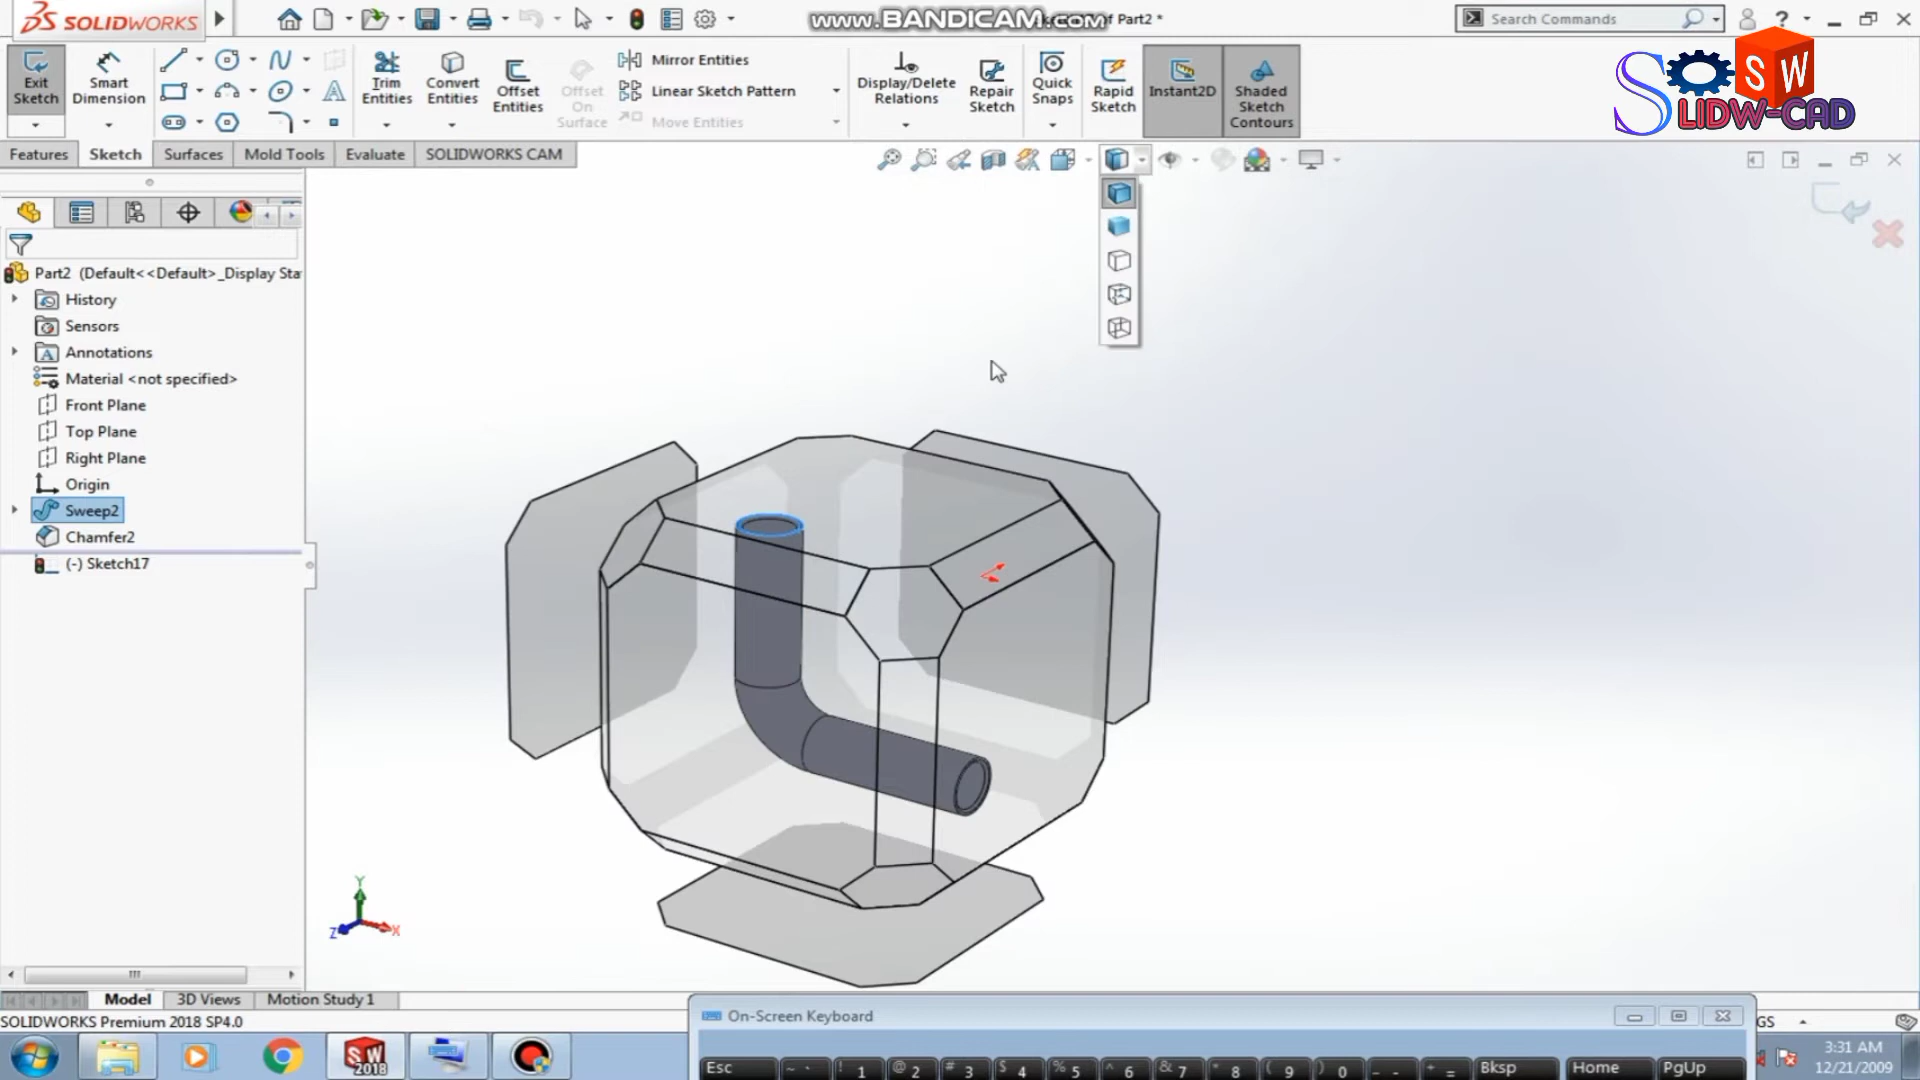 SOLIDWORKS
www.BANDICAM.com
of Part2 *
Search Commands
Exit Sketch
Smart Dimension
Trim Entities
Convert Entities
Offset Entities
Offset On Surface
Mirror Entities
Linear Sketch Pattern
Move Entities
Display/Delete Relations
Repair Sketch
Quick Snaps
Rapid Sketch
Instant2D
Shaded Sketch Contours
SW
SLIDW-CAD
Features
Sketch
Surfaces
Mold Tools
Evaluate
SOLIDWORKS CAM
Part2 (Default<<Default>_Display Sta
History
Sensors
Annotations
Material <not specified>
Front Plane
Top Plane
Right Plane
Origin
Sweep2
Chamfer2
(-) Sketch17
Y
Z
X
Model
3D Views
Motion Study 1
SOLIDWORKS Premium 2018 SP4.0
On-Screen Keyboard
GS
Esc
~ `
! 1
@ 2
# 3
$ 4
% 5
^ 6
& 7
* 8
( 9
) 0
_ -
+ =
Bksp
Home
PgUp
SW 2018
3:31 AM
12/21/2009